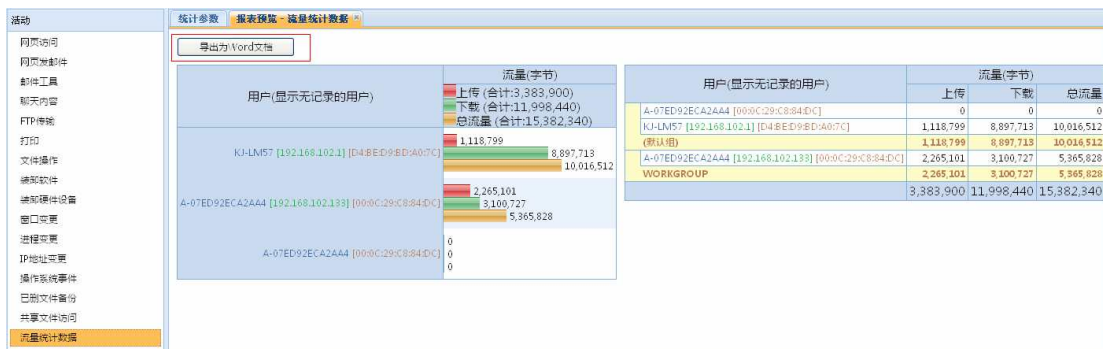 活动
网页访问
网页发邮件
邮件工具
聊天内容
FTP传输
打印
文件操作
装卸软件
装卸硬件设备
窗口变更
进程变更
IP地址变更
操作系统事件
已删文件备份
共享文件访问
流量统计数据
统计参数 报表预览 - 流量统计数据
导出为Word文档
用户(显示无记录的用户) 流量(字节)
上传 (合计:3,383,900)
下载 (合计:11,998,440)
总流量 (合计:15,382,340)
KJ-LM57 [192.168.102.1] [D4:BE:D9:BD:A0:7C]
1,118,799
8,897,713
10,016,512
A-07ED92ECA2AA4 [192.168.102.133] [00:0C:29:C8:84:DC]
2,265,101
3,100,727
5,365,828
A-07ED92ECA2AA4 [00:0C:29:C8:84:DC]
0
0
0
用户(显示无记录的用户) 流量(字节)
上传 下载 总流量
A-07ED92ECA2AA4 [00:0C:29:C8:84:DC] 0 0 0
KJ-LM57 [192.168.102.1] [D4:BE:D9:BD:A0:7C] 1,118,799 8,897,713 10,016,512
(默认组) 1,118,799 8,897,713 10,016,512
A-07ED92ECA2AA4 [192.168.102.133] [00:0C:29:C8:84:DC] 2,265,101 3,100,727 5,365,828
WORKGROUP 2,265,101 3,100,727 5,365,828
3,383,900 11,998,440 15,382,340